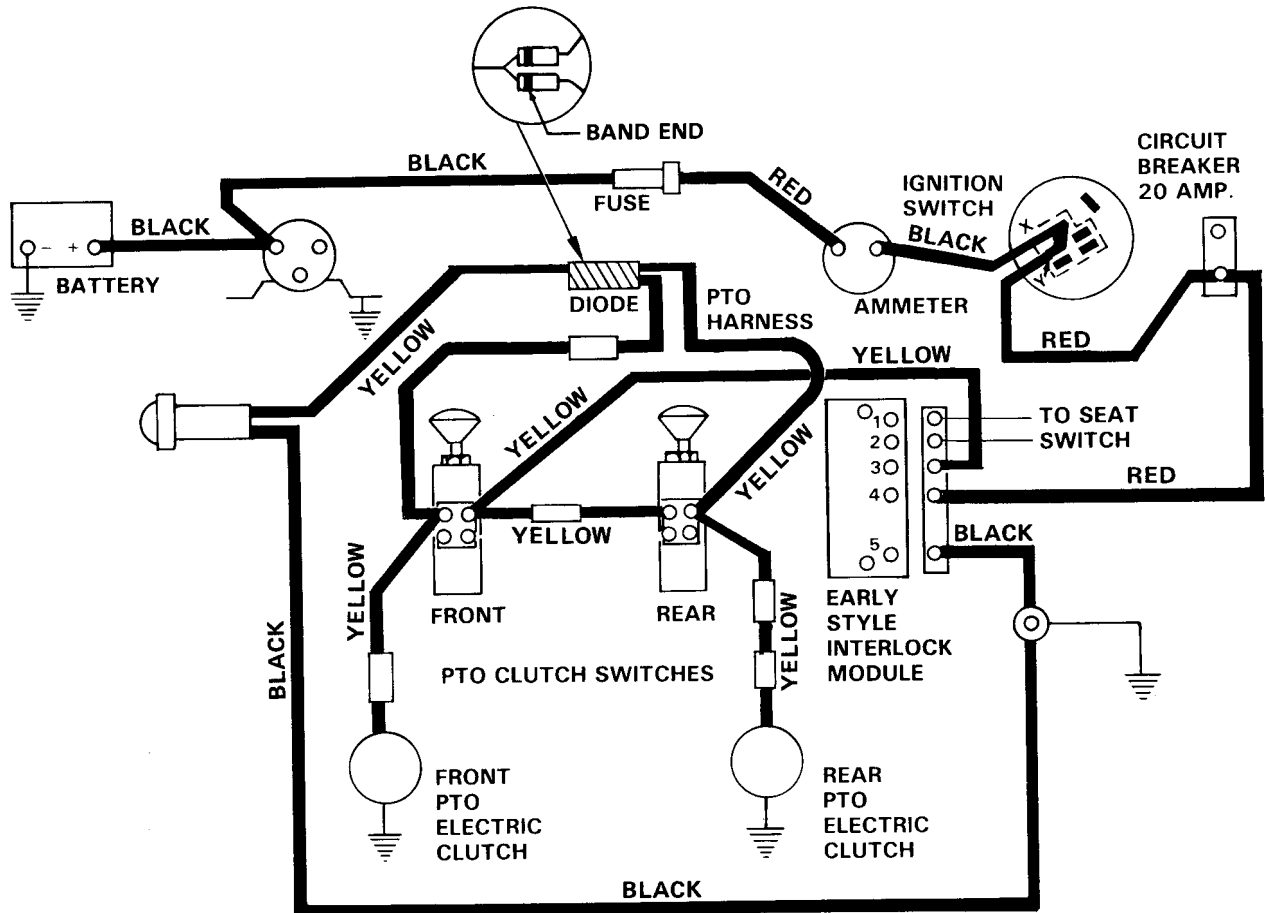 BAND END
BLACK
FUSE
RED
IGNITION
SWITCH
CIRCUIT
BREAKER
20 AMP.
BLACK
- +
BATTERY
BLACK
X
Y
AMMETER
DIODE
PTO
HARNESS
RED
YELLOW
YELLOW
YELLOW
YELLOW
1
2
3
4
5
TO SEAT
SWITCH
RED
YELLOW
BLACK
YELLOW
FRONT
REAR
EARLY
STYLE
INTERLOCK
MODULE
YELLOW
BLACK
PTO CLUTCH SWITCHES
FRONT
PTO
ELECTRIC
CLUTCH
REAR
PTO
ELECTRIC
CLUTCH
BLACK